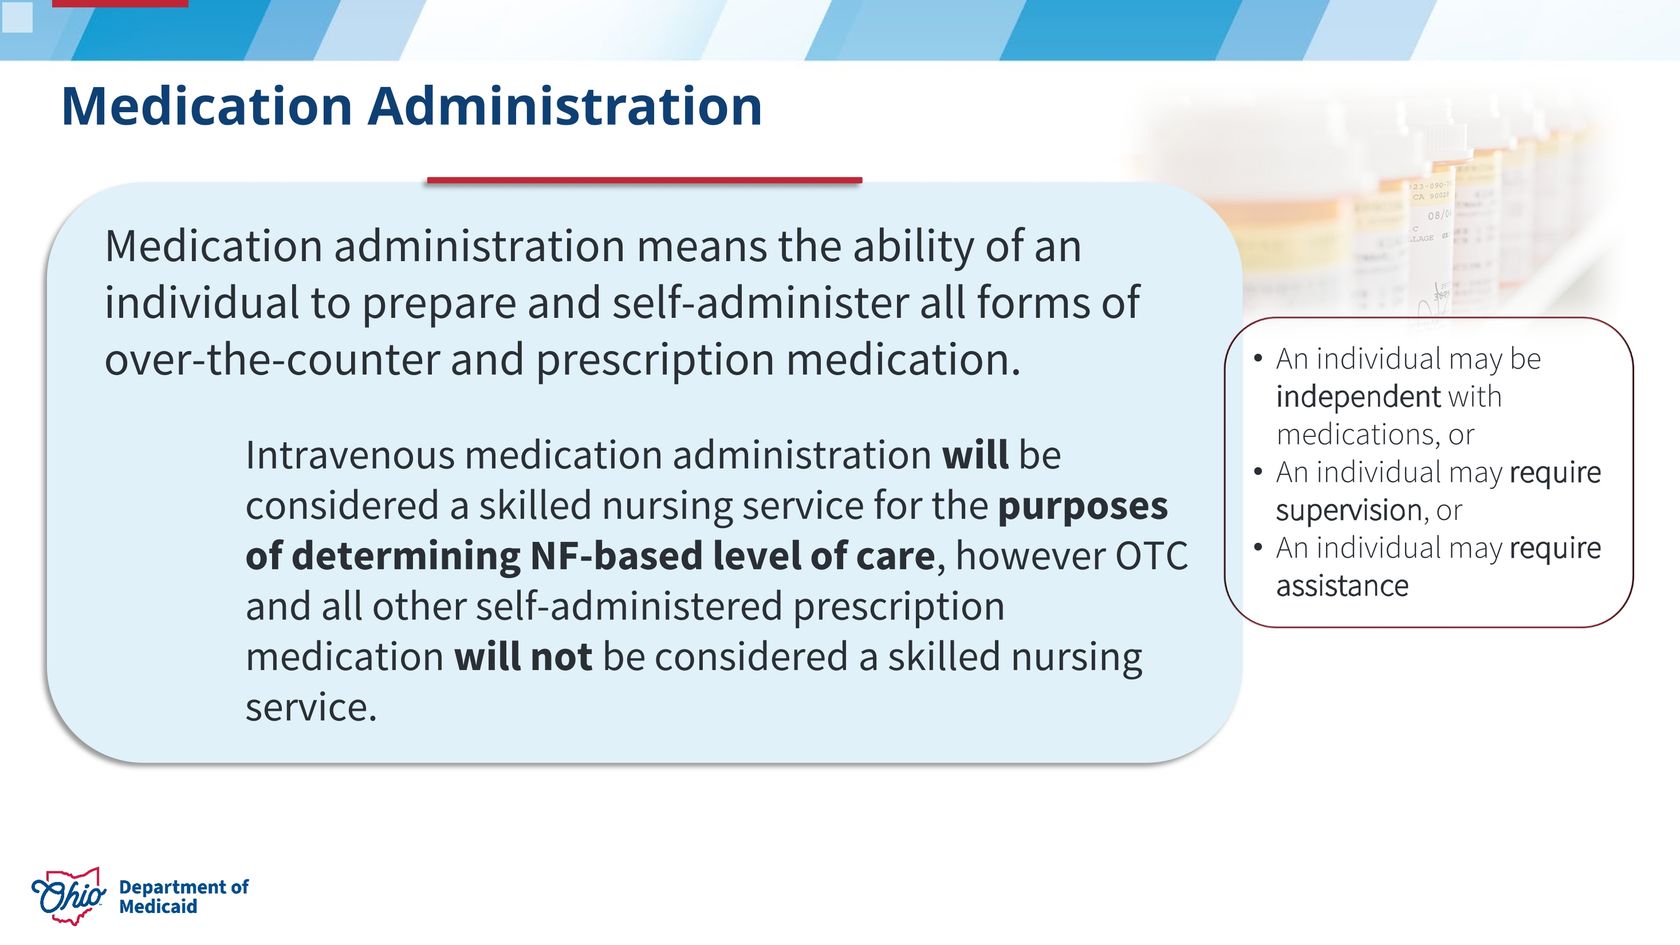 Medication Administration
Medication administration means the ability of an
individual to prepare and self-administer all forms of
over-the-counter and prescription medication.
Intravenous medication administration will be
considered a skilled nursing service for the purposes
of determining NF-based level of care, however OTC
and all other self-administered prescription
medication will not be considered a skilled nursing
service.
08/0
• An individual may be
independent with
medications, or
• An individual may require
supervision, or
• An individual may require
assistance
Ohio
Department of
Medicaid